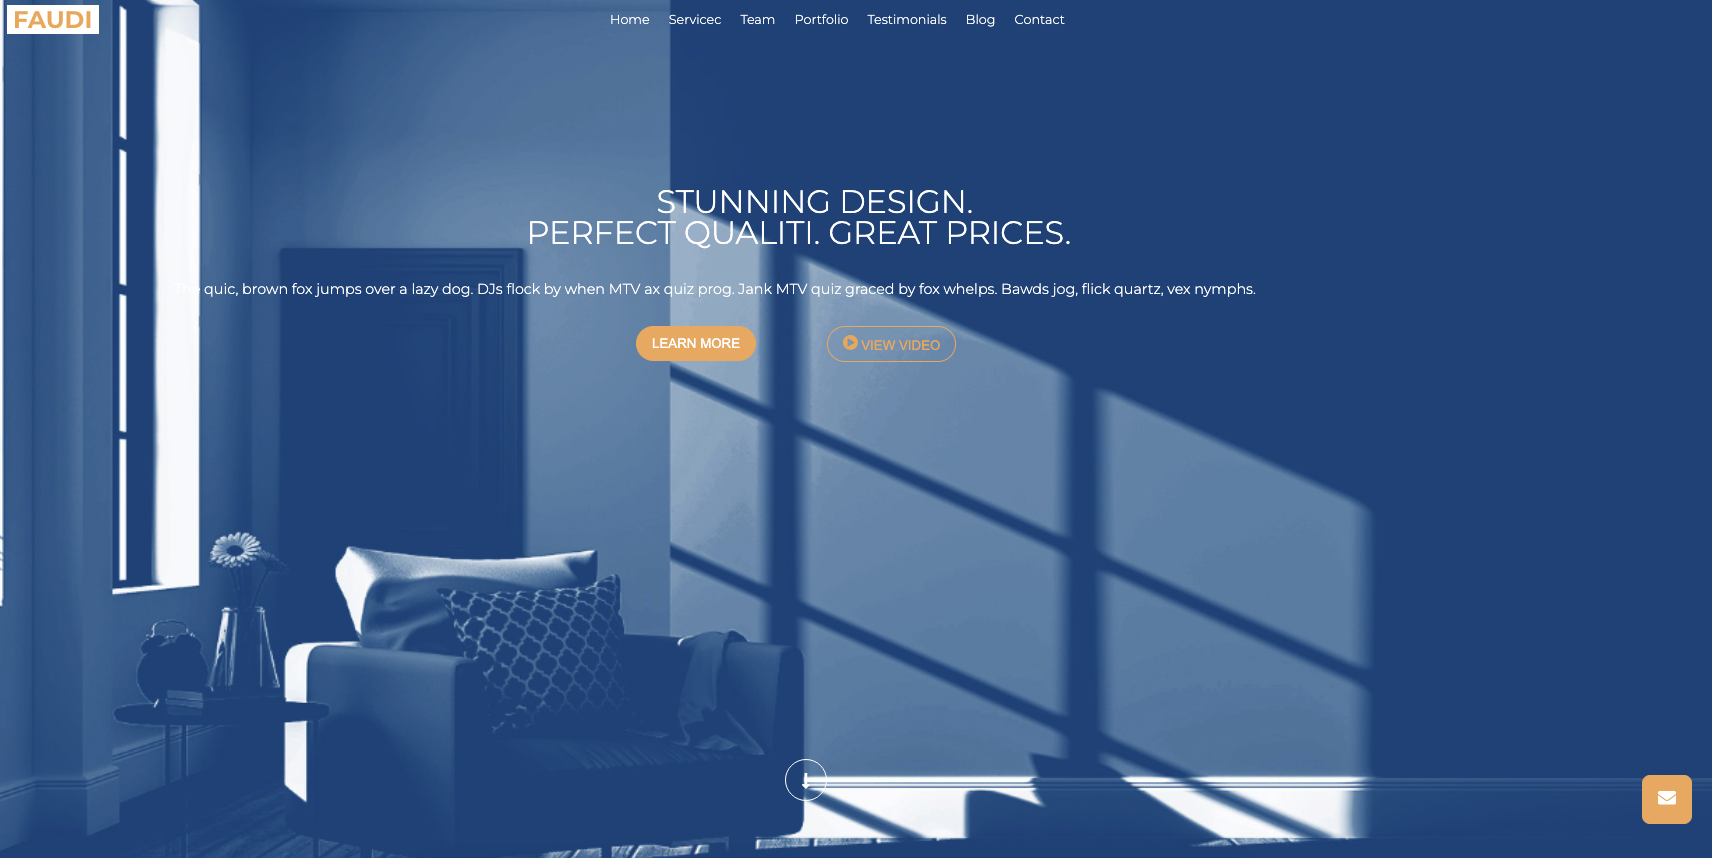 FAUDI
Home Servicec Team Portfolio Testimonials Blog Contact
STUNNING DESIGN.
PERFECT QUALITI. GREAT PRICES.
The quic, brown fox jumps over a lazy dog. DJs flock by when MTV ax quiz prog. Jank MTV quiz graced by fox whelps. Bawds jog, flick quartz, vex nymphs.
LEARN MORE
VIEW VIDEO